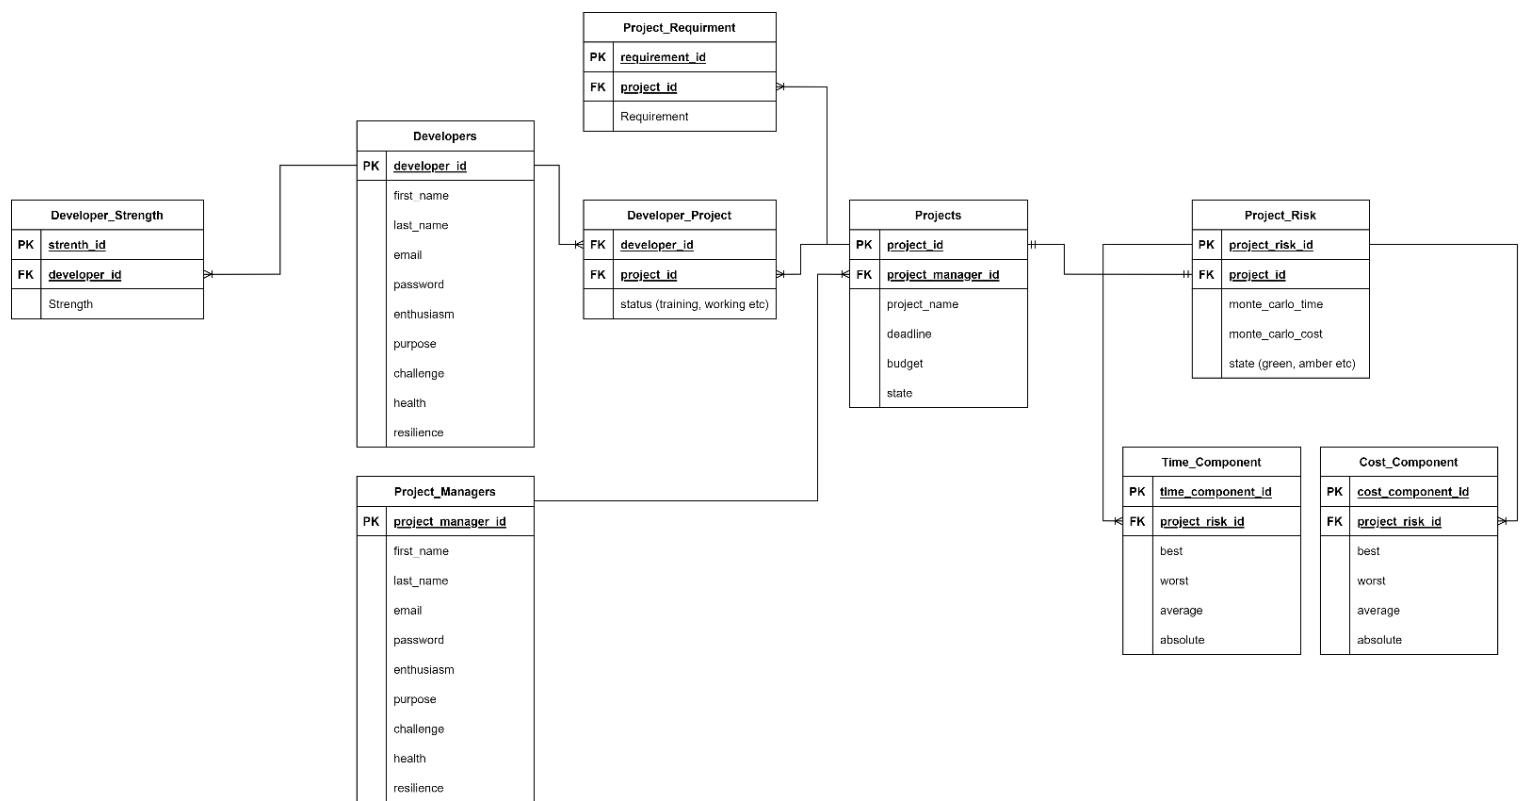 Project_Requirment
PK requirement_id
FK project_id
Requirement
Developers
PK developer_id
first_name
last_name
email
password
enthusiasm
purpose
challenge
health
resilience
Developer_Strength
PK strenth_id
FK developer_id
Strength
Developer_Project
FK developer_id
FK project_id
status (training, working etc)
Projects
PK project_id
FK project_manager_id
project_name
deadline
budget
state
Project_Risk
PK project_risk_id
FK project_id
monte_carlo_time
monte_carlo_cost
state (green, amber etc)
Project_Managers
PK project_manager_id
first_name
last_name
email
password
enthusiasm
purpose
challenge
health
resilience
Time_Component
PK time_component_id
FK project_risk_id
best
worst
average
absolute
Cost_Component
PK cost_component_id
FK project_risk_id
best
worst
average
absolute